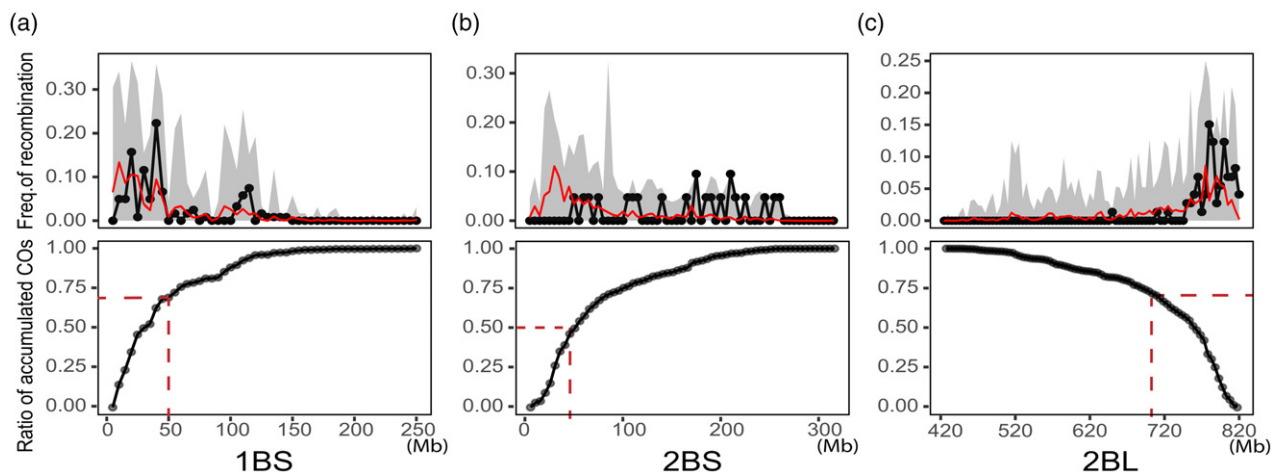 (a)
(b)
(c)
Freq.of recombination
0.30
0.20
0.10
0.00
0.30
0.20
0.10
0.00
0.25
0.20
0.15
0.10
0.05
0.00
Ratio of accumulated COs
1.00
0.75
0.50
0.25
0.00
1.00
0.75
0.50
0.25
0.00
1.00
0.75
0.50
0.25
0.00
0 50 100 150 200 250
(Mb)
0 100 200 300
(Mb)
420 520 620 720 820
(Mb)
1BS
2BS
2BL